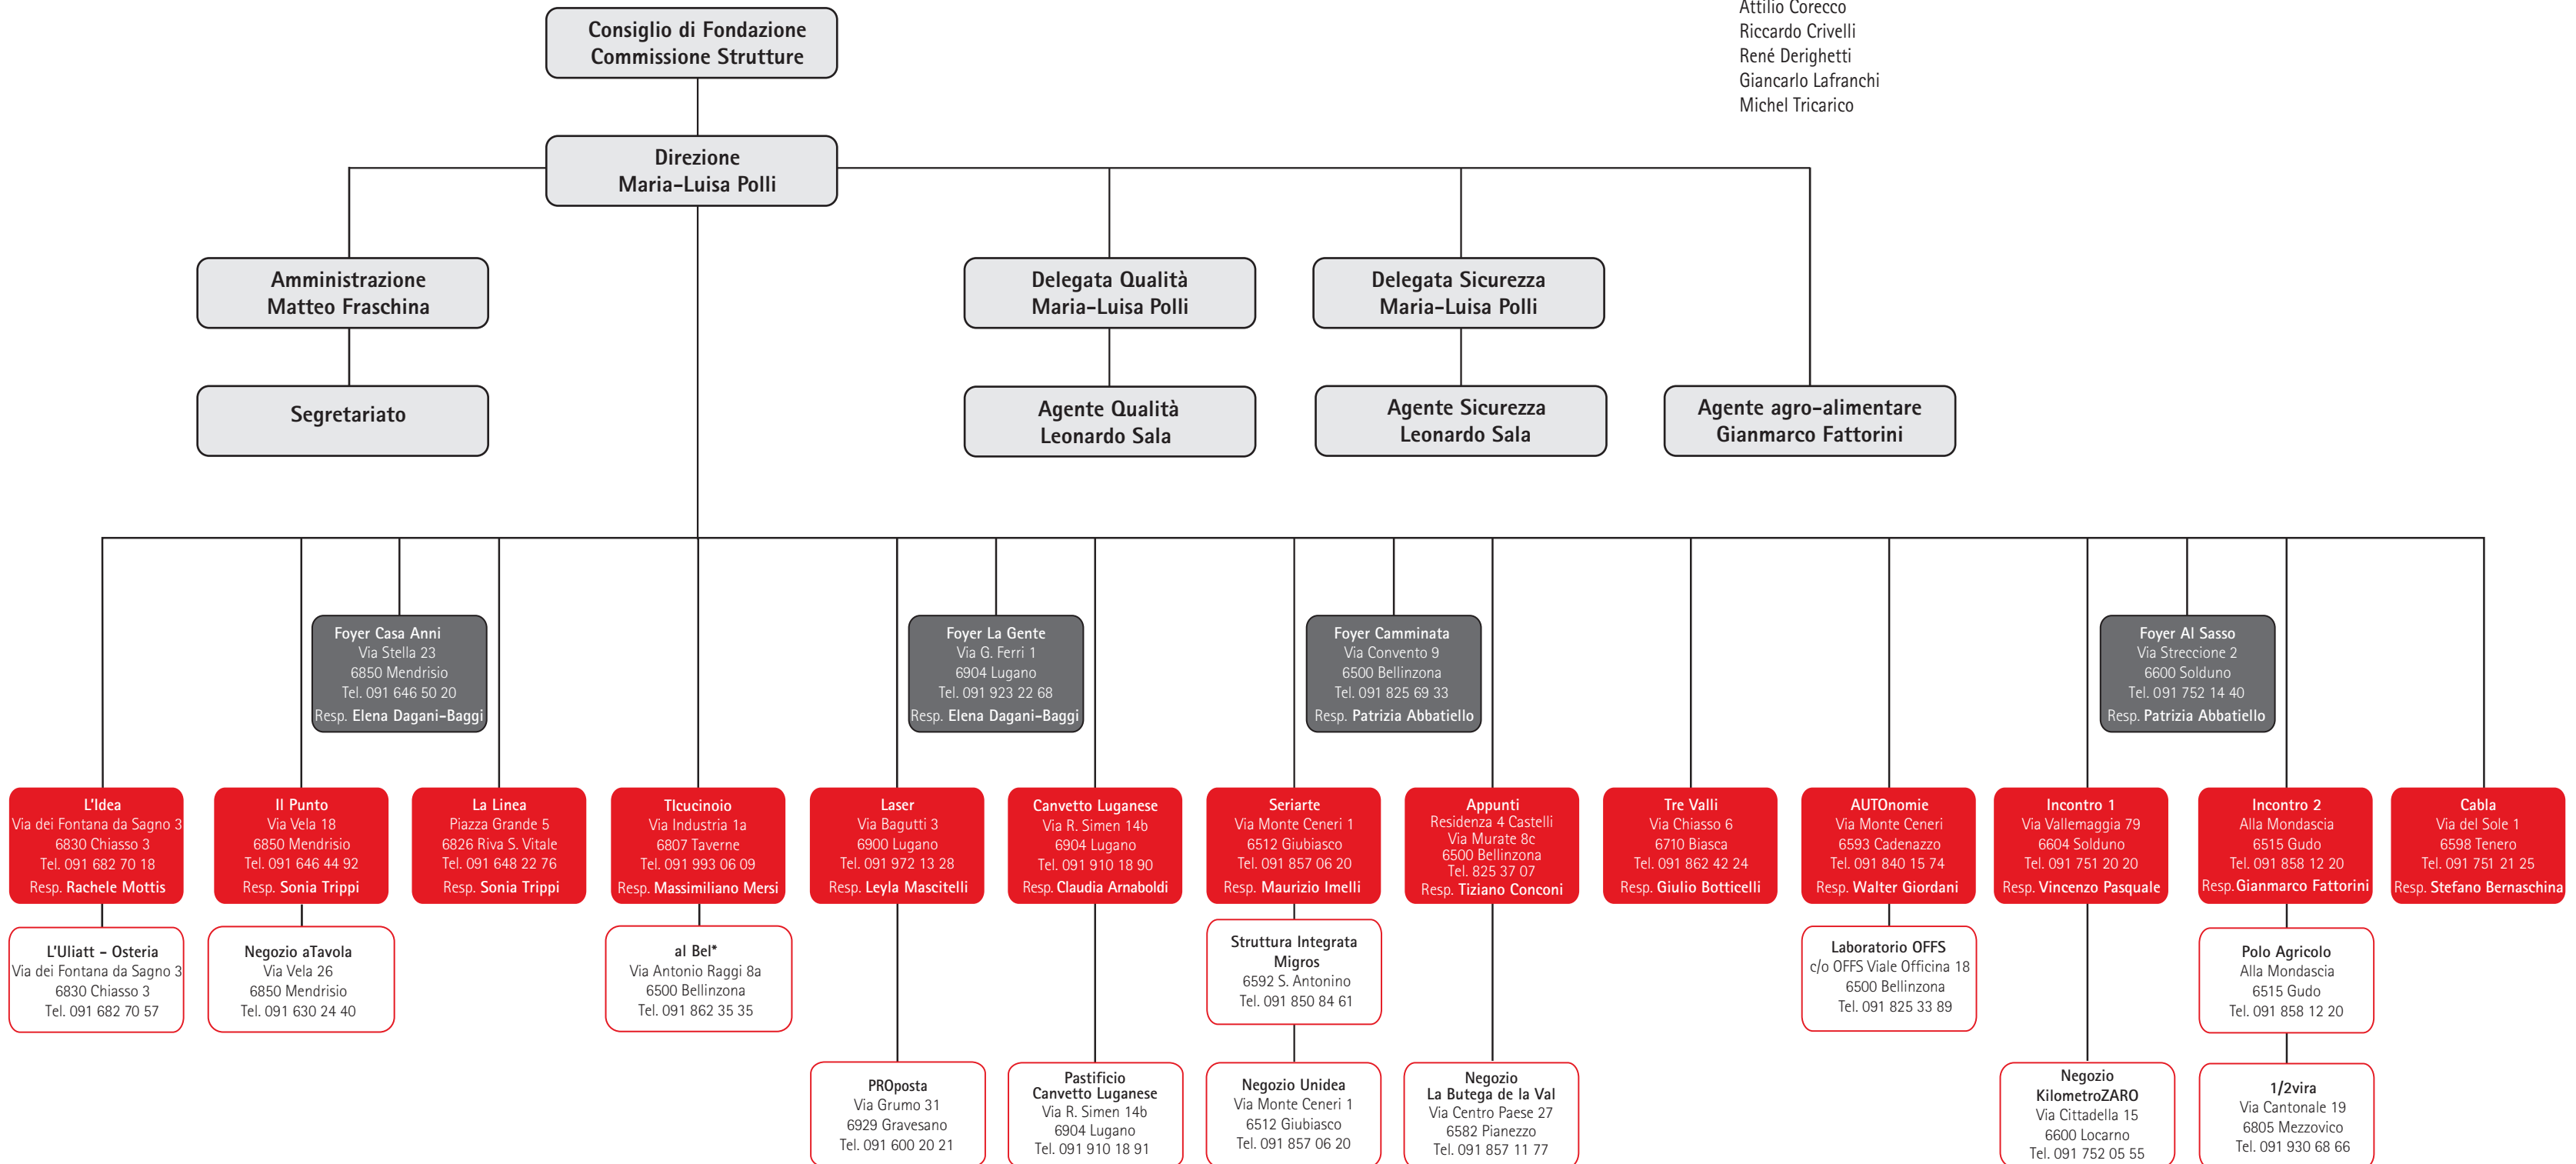 Attilio Corecco
Riccardo Crivelli
René Derighetti
Giancarlo Lafranchi
Michel Tricarico
Consiglio di Fondazione
Commissione Strutture
Direzione
Maria-Luisa Polli
Amministrazione
Matteo Fraschina
Delegata Qualità
Maria-Luisa Polli
Delegata Sicurezza
Maria-Luisa Polli
Segretariato
Agente Qualità
Leonardo Sala
Agente Sicurezza
Leonardo Sala
Agente agro-alimentare
Gianmarco Fattorini
Foyer Casa Anni
Via Stella 23
6850 Mendrisio
Tel. 091 646 50 20
Resp. Elena Dagani-Baggi
Foyer La Gente
Via G. Ferri 1
6904 Lugano
Tel. 091 923 22 68
Resp. Elena Dagani-Baggi
Foyer Camminata
Via Convento 9
6500 Bellinzona
Tel. 091 825 69 33
Resp. Patrizia Abbatiello
Foyer Al Sasso
Via Streccione 2
6600 Solduno
Tel. 091 752 14 40
Resp. Patrizia Abbatiello
L'Idea
Via dei Fontana da Sagno 3
6830 Chiasso 3
Tel. 091 682 70 18
Resp. Rachele Mottis
Il Punto
Via Vela 18
6850 Mendrisio
Tel. 091 646 44 92
Resp. Sonia Trippi
La Linea
Piazza Grande 5
6826 Riva S. Vitale
Tel. 091 648 22 76
Resp. Sonia Trippi
TIcucinoio
Via Industria 1a
6807 Taverne
Tel. 091 993 06 09
Resp. Massimiliano Mersi
Laser
Via Bagutti 3
6900 Lugano
Tel. 091 972 13 28
Resp. Leyla Mascitelli
Canvetto Luganese
Via R. Simen 14b
6904 Lugano
Tel. 091 910 18 90
Resp. Claudia Arnaboldi
Seriarte
Via Monte Ceneri 1
6512 Giubiasco
Tel. 091 857 06 20
Resp. Maurizio Imelli
Appunti
Residenza 4 Castelli
Via Murate 8c
6500 Bellinzona
Tel. 825 37 07
Resp. Tiziano Conconi
Tre Valli
Via Chiasso 6
6710 Biasca
Tel. 091 862 42 24
Resp. Giulio Botticelli
AUTOnomie
Via Monte Ceneri
6593 Cadenazzo
Tel. 091 840 15 74
Resp. Walter Giordani
Incontro 1
Via Vallemaggia 79
6604 Solduno
Tel. 091 751 20 20
Resp. Vincenzo Pasquale
Incontro 2
Alla Mondascia
6515 Gudo
Tel. 091 858 12 20
Resp. Gianmarco Fattorini
Cabla
Via del Sole 1
6598 Tenero
Tel. 091 751 21 25
Resp. Stefano Bernaschina
L'Uliatt - Osteria
Via dei Fontana da Sagno 3
6830 Chiasso 3
Tel. 091 682 70 57
Negozio aTavola
Via Vela 26
6850 Mendrisio
Tel. 091 630 24 40
al Bel*
Via Antonio Raggi 8a
6500 Bellinzona
Tel. 091 862 35 35
Struttura Integrata
Migros
6592 S. Antonino
Tel. 091 850 84 61
Laboratorio OFFS
c/o OFFS Viale Officina 18
6500 Bellinzona
Tel. 091 825 33 89
Polo Agricolo
Alla Mondascia
6515 Gudo
Tel. 091 858 12 20
PROposta
Via Grumo 31
6929 Gravesano
Tel. 091 600 20 21
Pastificio
Canvetto Luganese
Via R. Simen 14b
6904 Lugano
Tel. 091 910 18 91
Negozio Unidea
Via Monte Ceneri 1
6512 Giubiasco
Tel. 091 857 06 20
Negozio
La Butega de la Val
Via Centro Paese 27
6582 Pianezzo
Tel. 091 857 11 77
Negozio
KilometroZARO
Via Cittadella 15
6600 Locarno
Tel. 091 752 05 55
1/2vira
Via Cantonale 19
6805 Mezzovico
Tel. 091 930 68 66